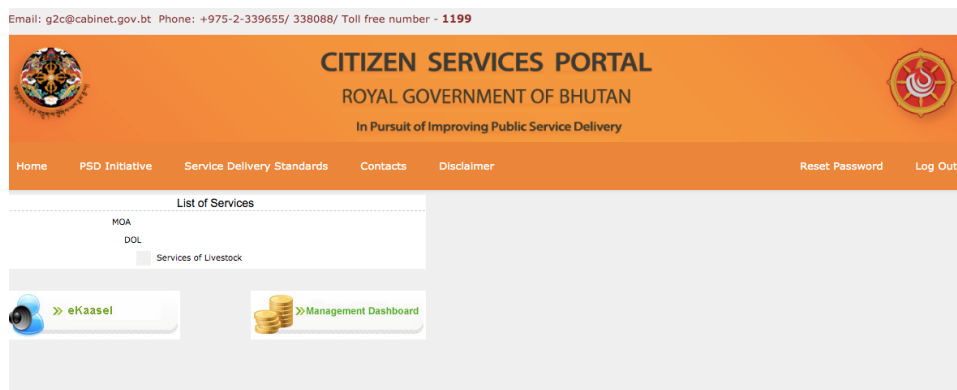 Email: g2c@cabinet.gov.bt Phone: +975-2-339655/ 338088/ Toll free number - 1199
CITIZEN SERVICES PORTAL
ROYAL GOVERNMENT OF BHUTAN
In Pursuit of Improving Public Service Delivery
Home PSD Initiative Service Delivery Standards Contacts Disclaimer Reset Password Log Out
List of Services
MOA
DOL
Services of Livestock
» eKaasel »Management Dashboard